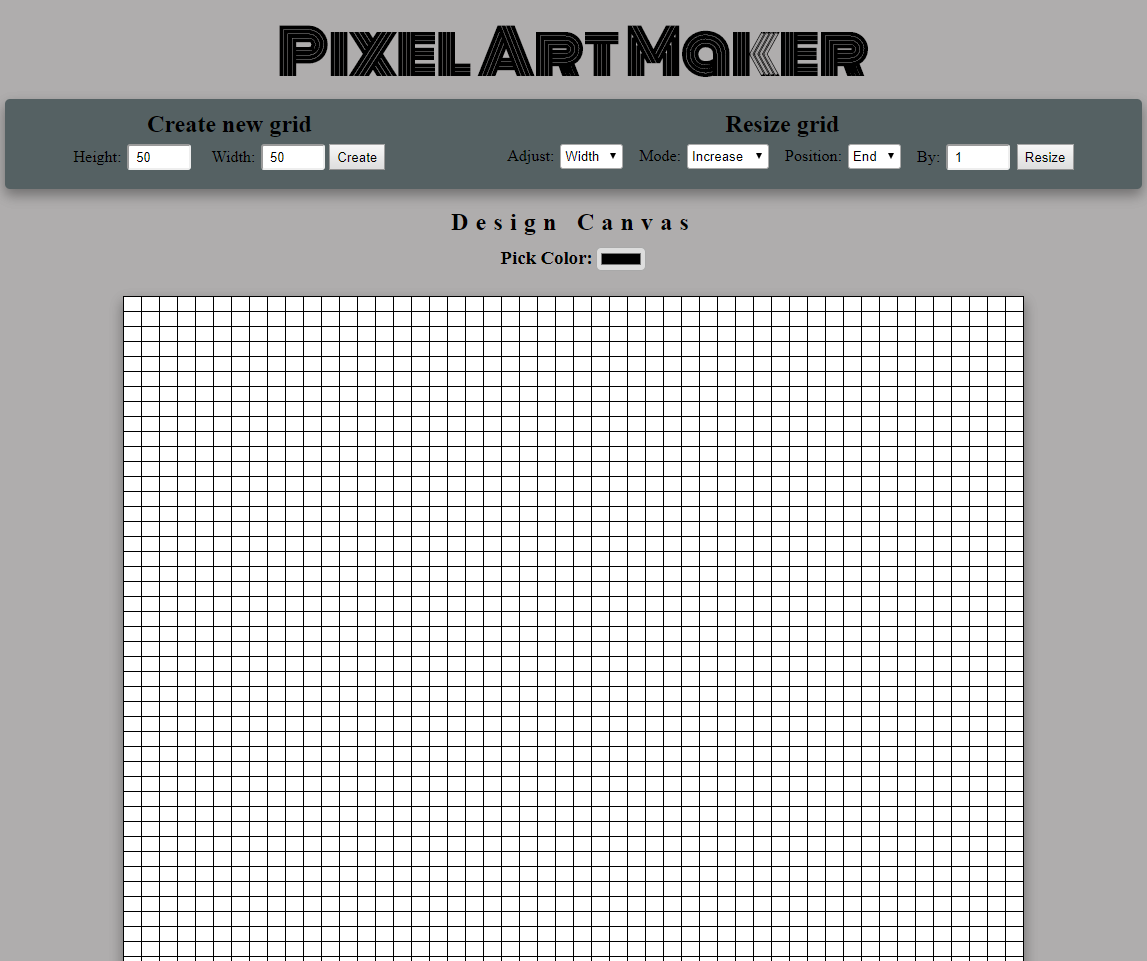 Pixel Art Maker
Create new grid
Height: 50 Width: 50 Create
Resize grid
Adjust: Width Mode: Increase Position: End By: 1 Resize
Design Canvas
Pick Color: